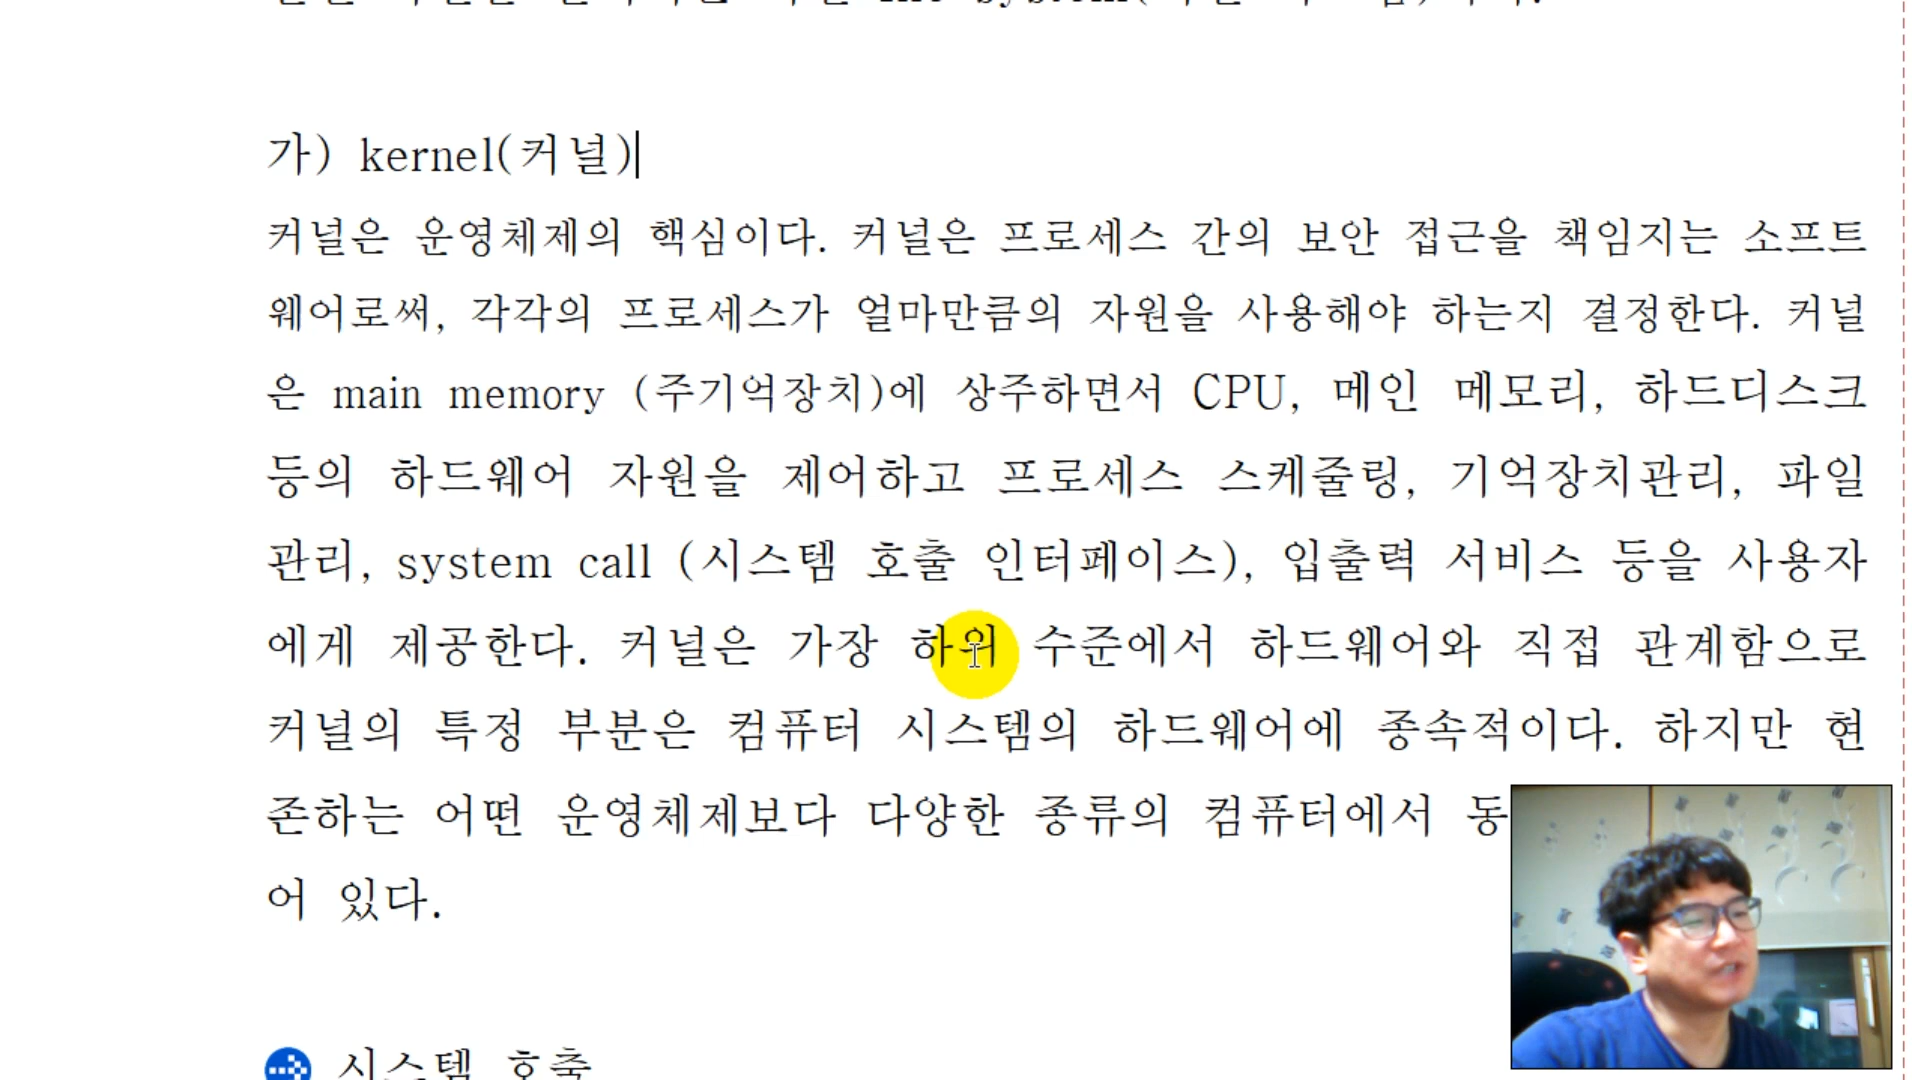 가) kernel(커널)
커널은 운영체제의 핵심이다. 커널은 프로세스 간의 보안 접근을 책임지는 소프트
웨어로써, 각각의 프로세스가 얼마만큼의 자원을 사용해야 하는지 결정한다. 커널
은 main memory (주기억장치)에 상주하면서 CPU, 메인 메모리, 하드디스크
등의 하드웨어 자원을 제어하고 프로세스 스케줄링, 기억장치관리, 파일
관리, system call (시스템 호출 인터페이스), 입출력 서비스 등을 사용자
에게 제공한다. 커널은 가장 하위 수준에서 하드웨어와 직접 관계함으로
커널의 특정 부분은 컴퓨터 시스템의 하드웨어에 종속적이다. 하지만 현
존하는 어떤 운영체제보다 다양한 종류의 컴퓨터에서 동
어 있다.
시스템 호출